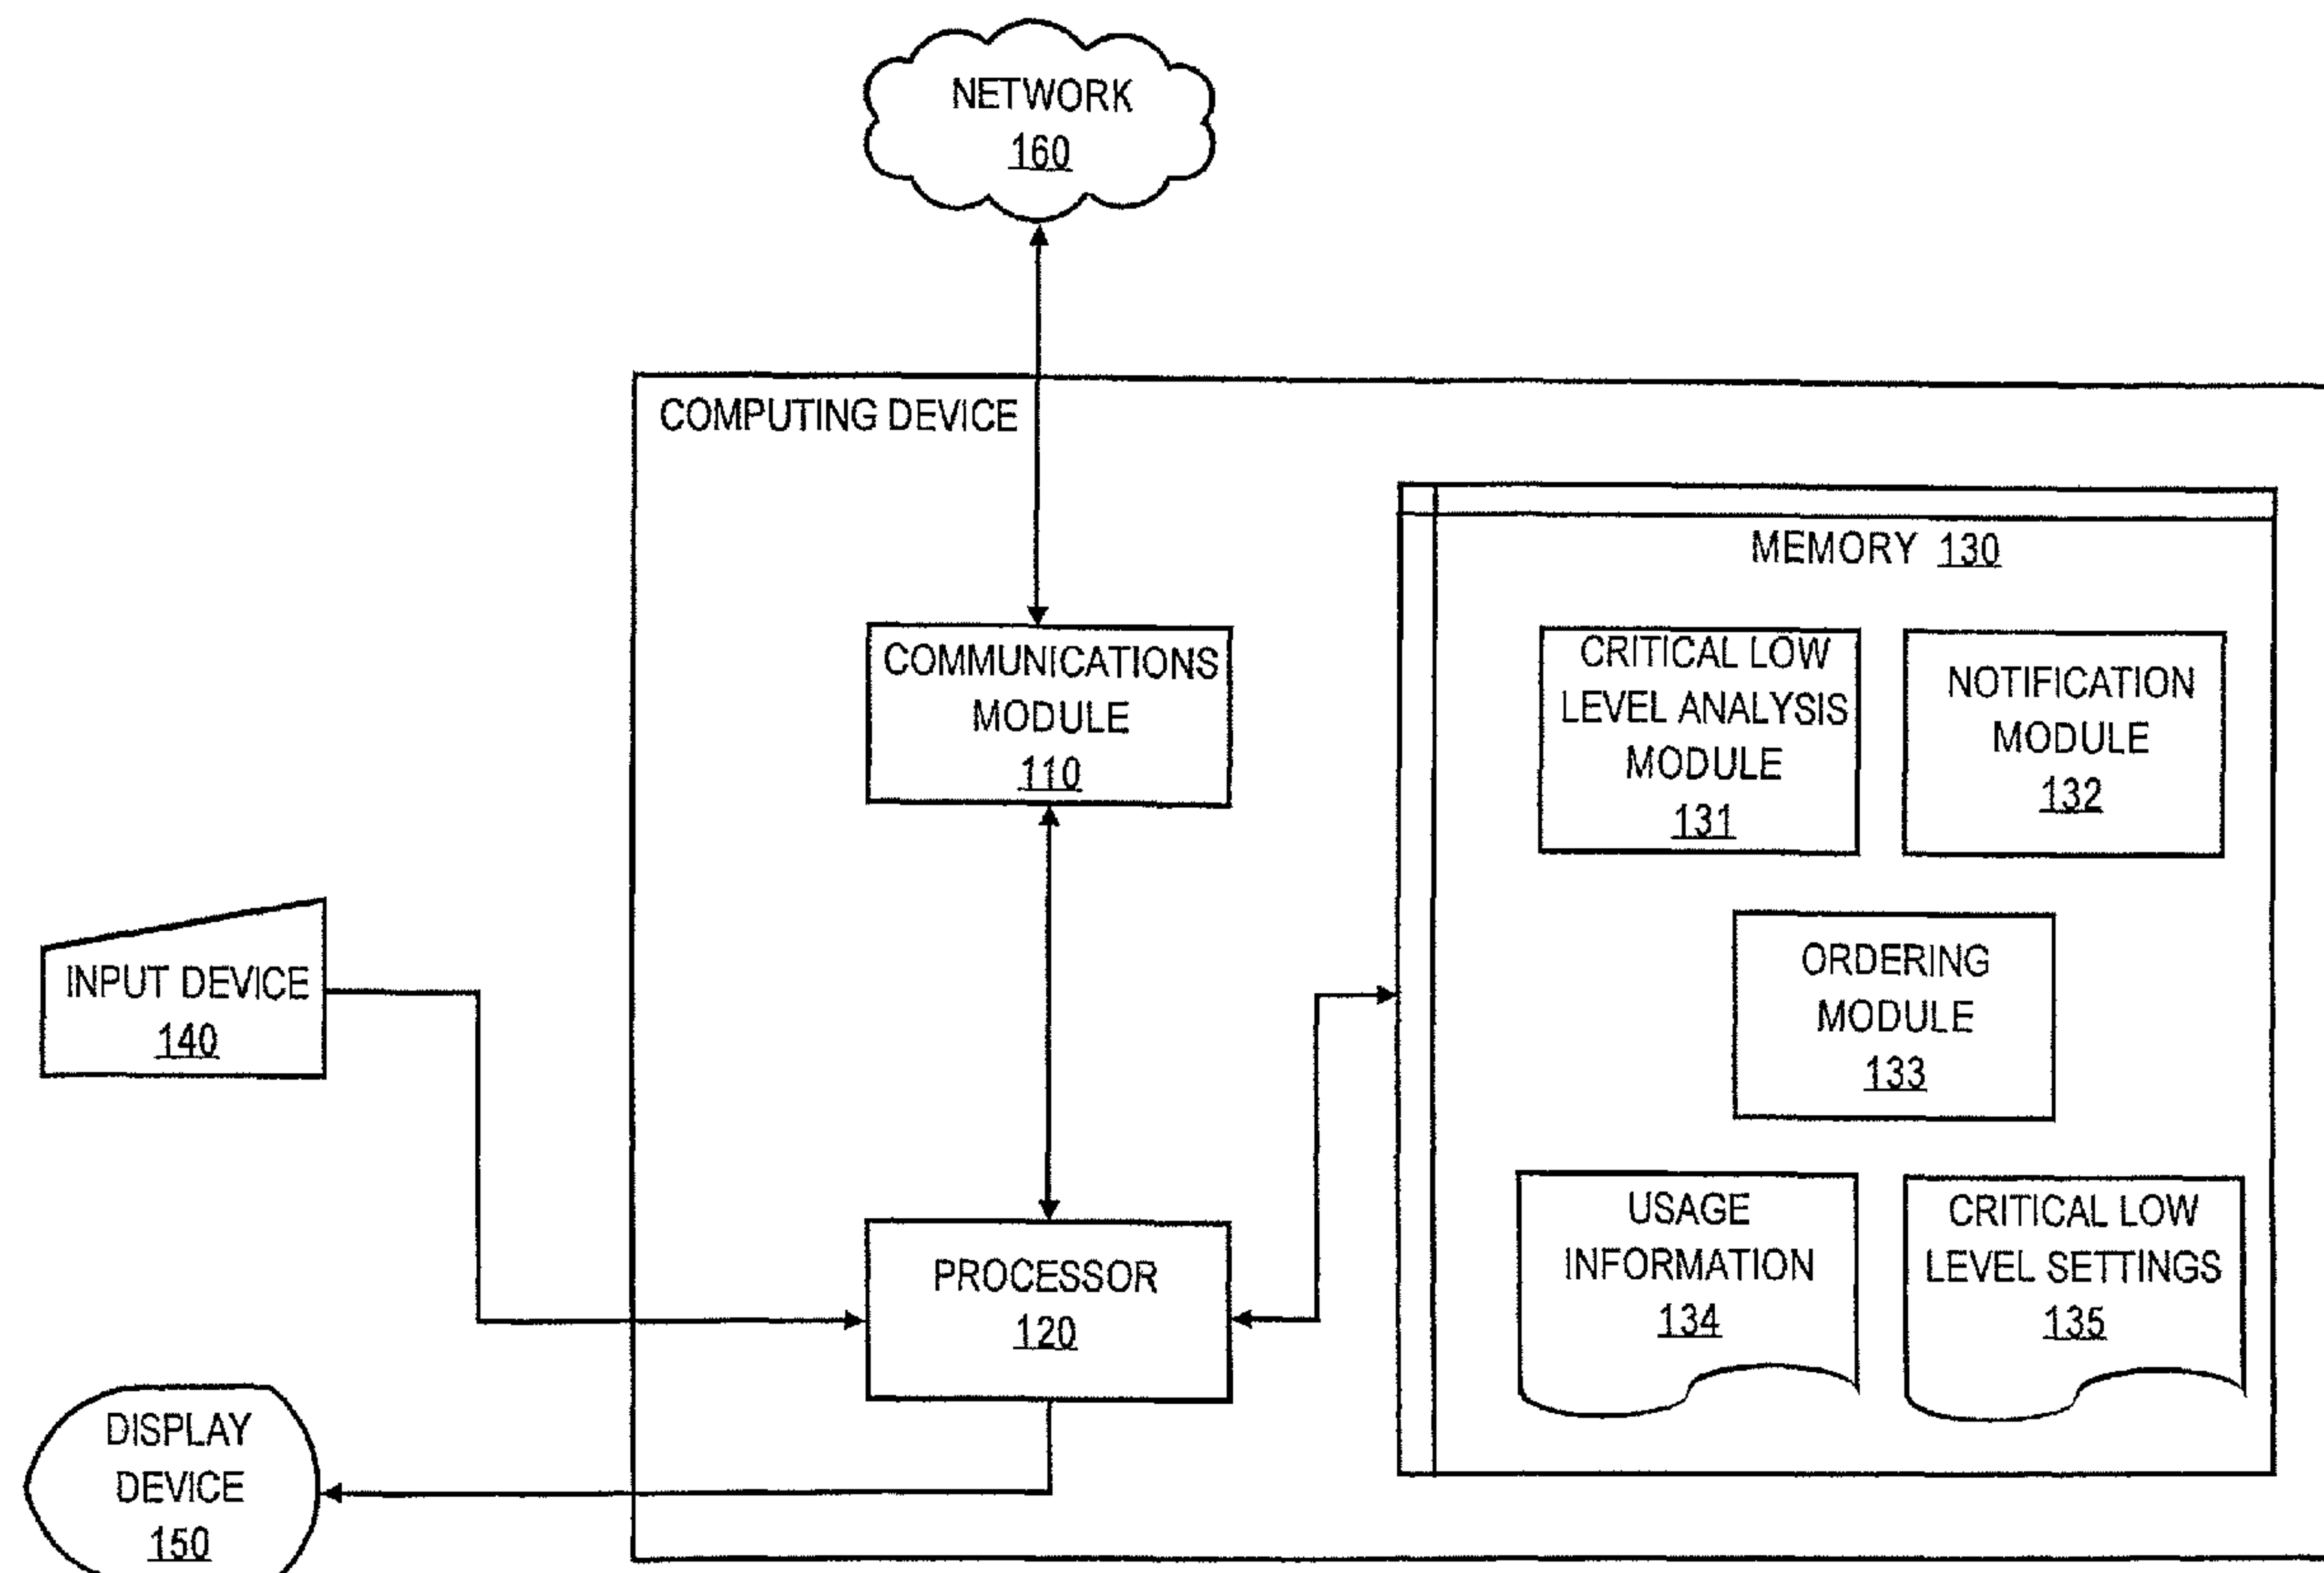 NETWORK
160
COMPUTING DEVICE
MEMORY 130
COMMUNICATIONS
MODULE
110
CRITICAL LOW
LEVEL ANALYSIS
MODULE
131
NOTIFICATION
MODULE
132
INPUT DEVICE
140
ORDERING
MODULE
133
PROCESSOR
120
USAGE
INFORMATION
134
CRITICAL LOW
LEVEL SETTINGS
135
DISPLAY
DEVICE
150